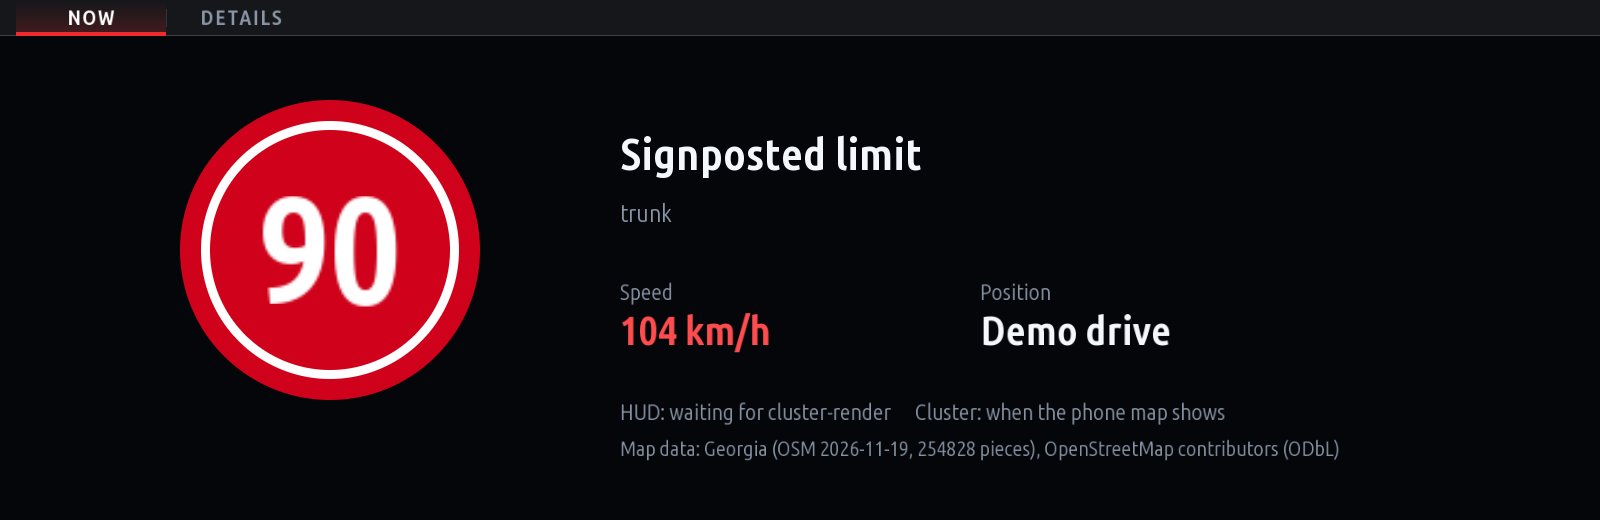 NOW
DETAILS
90
Signposted limit
trunk
Speed
104 km/h
Position
Demo drive
HUD: waiting for cluster-render
Cluster: when the phone map shows
Map data: Georgia (OSM 2026-11-19, 254828 pieces), OpenStreetMap contributors (ODbL)